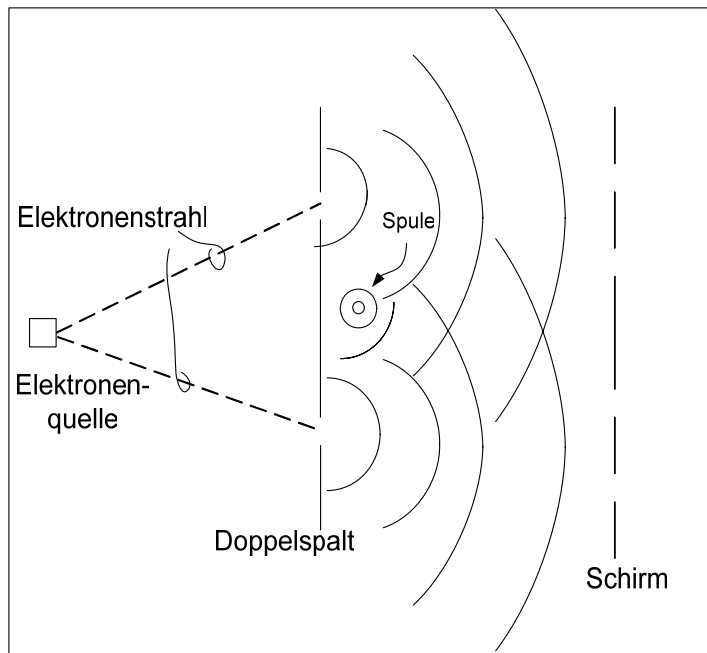 Elektronenstrahl
Spule
Elektronen-
quelle
Doppelspalt
Schirm